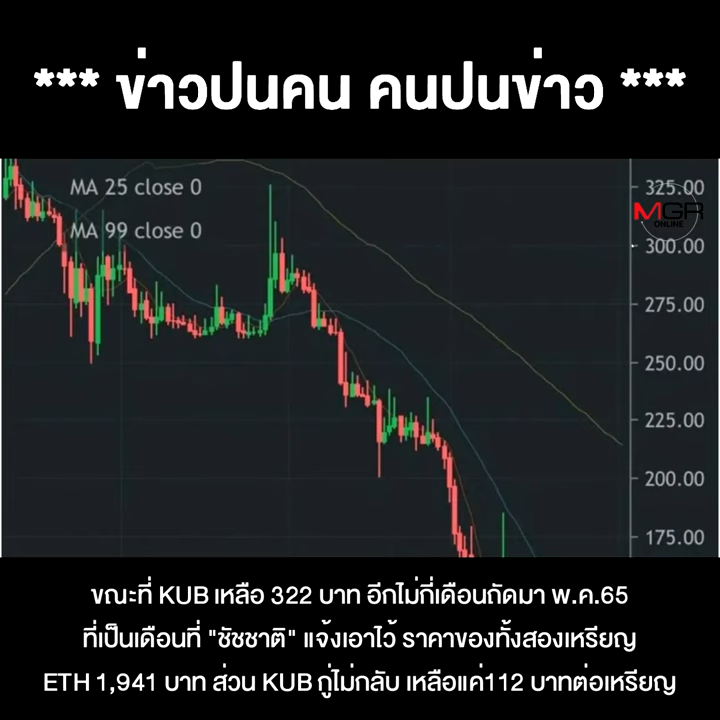 *** ข่าวปนคน คนปนข่าว ***
MA 25 close 0
MA 99 close 0
325.00
MGR
ONLINE
300.00
275.00
250.00
225.00
200.00
175.00
ขณะที่ KUB เหลือ 322 บาท อีกไม่กี่เดือนถัดมา พ.ค.65
ที่เป็นเดือนที่ "ชัชชาติ" แจ้งเอาไว้ ราคาของทั้งสองเหรียญ
ETH 1,941 บาท ส่วน KUB กู่ไม่กลับ เหลือแค่112 บาทต่อเหรียญ